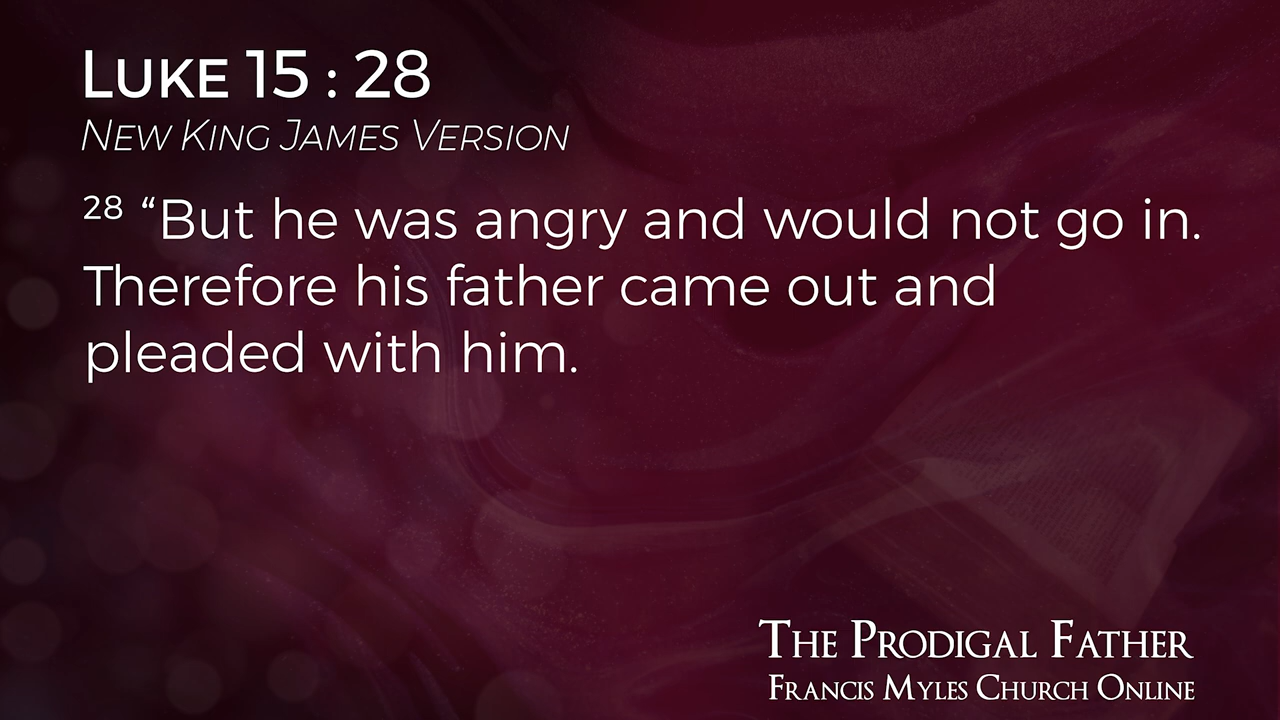 Luke 15 : 28
New King James Version
28 “But he was angry and would not go in.
Therefore his father came out and
pleaded with him.
The Prodigal Father
Francis Myles Church Online